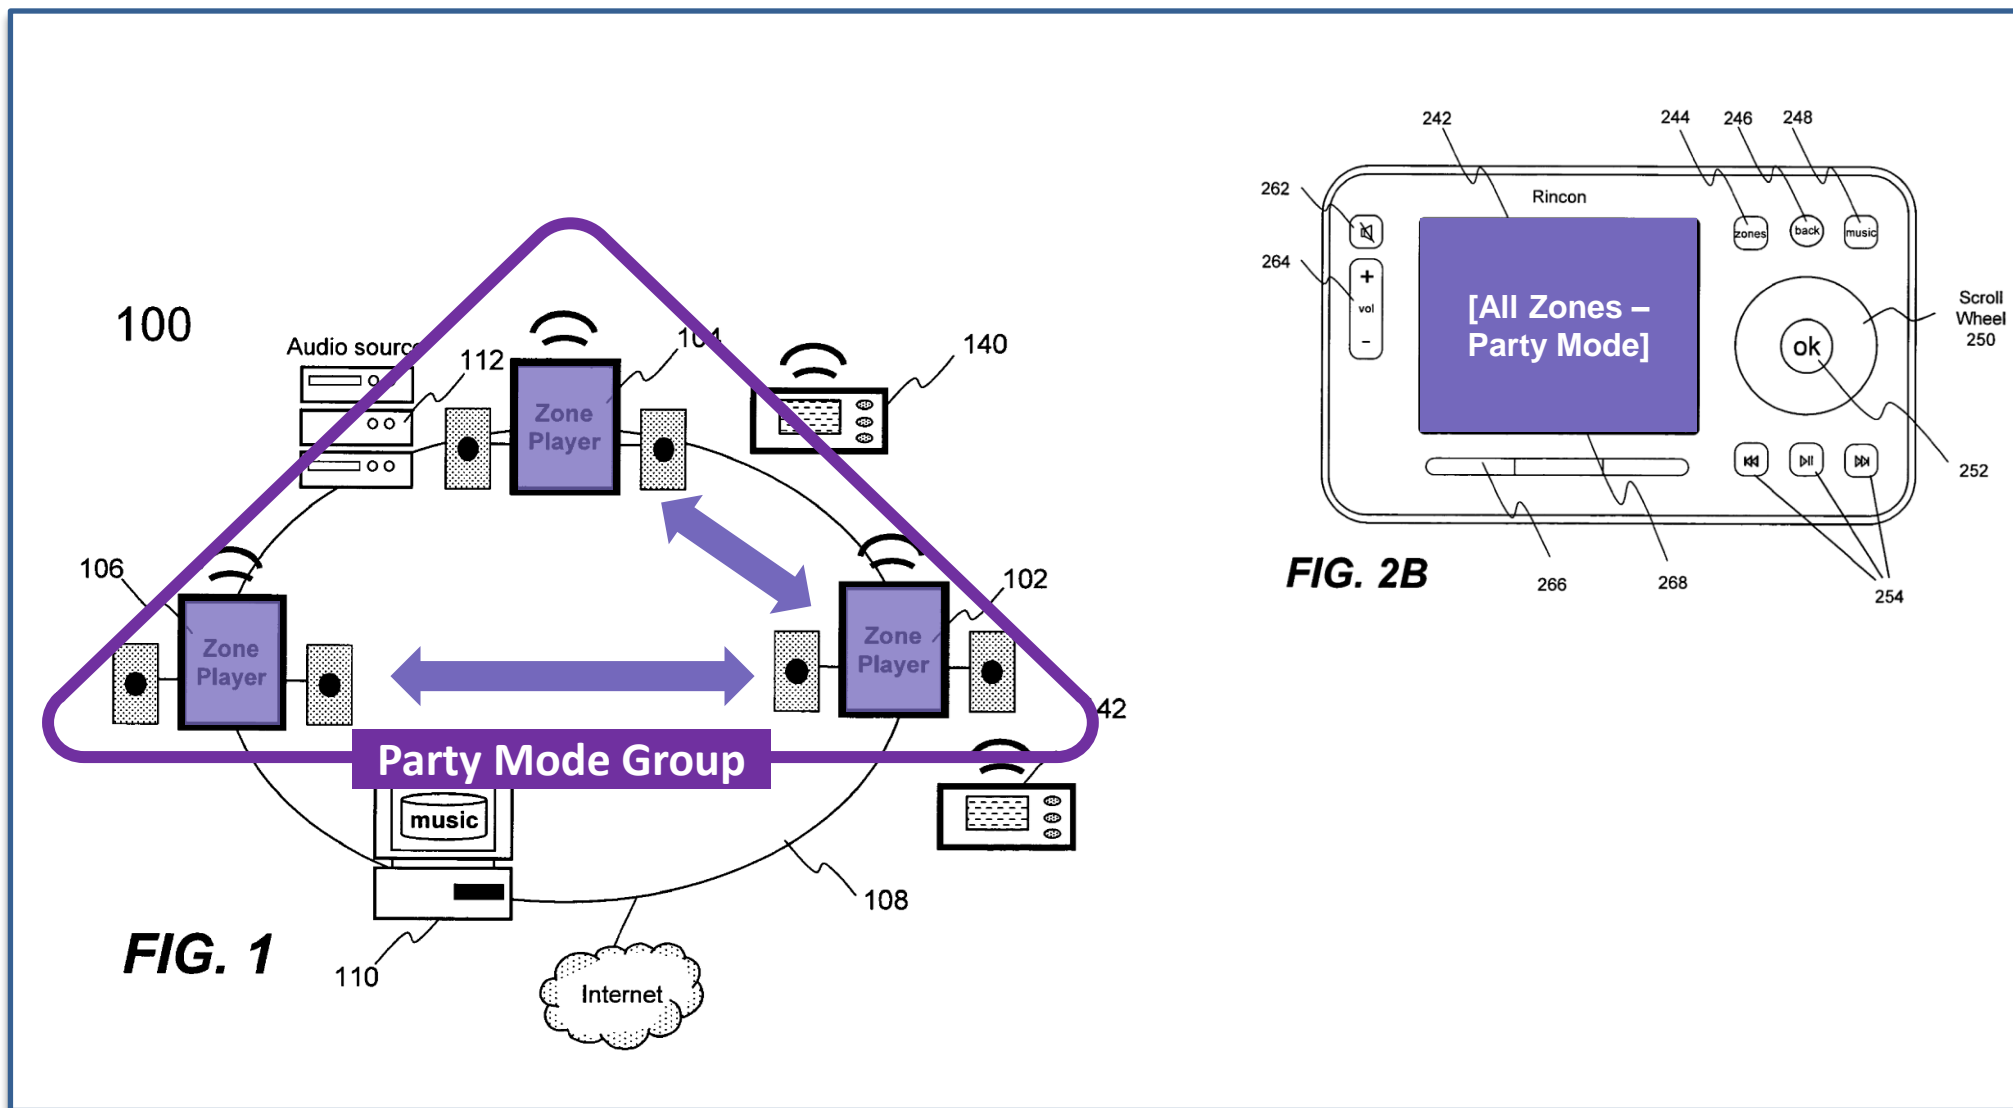 100
Audio source
112
104
140
Zone
Player
106
Zone
Player
102
Zone
Player
42
Party Mode Group
music
108
110
Internet
FIG. 1
242
244
246
248
262
Rincon
zones
back
music
264
+
vol
-
[All Zones –
Party Mode]
ok
Scroll
Wheel
250
252
266
268
254
FIG. 2B